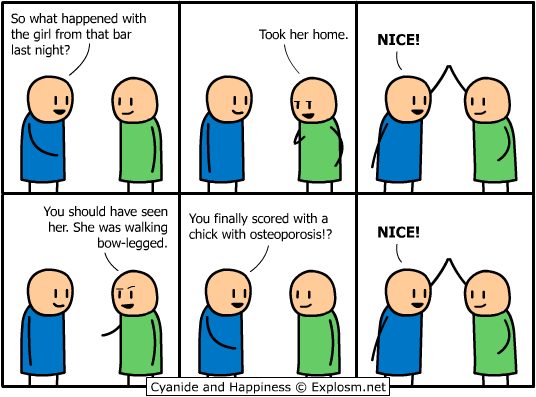 So what happened with
the girl from that bar
last night?
Took her home.
NICE!
You should have seen
her. She was walking
bow-legged.
You finally scored with a
chick with osteoporosis!?
NICE!
Cyanide and Happiness © Explosm.net